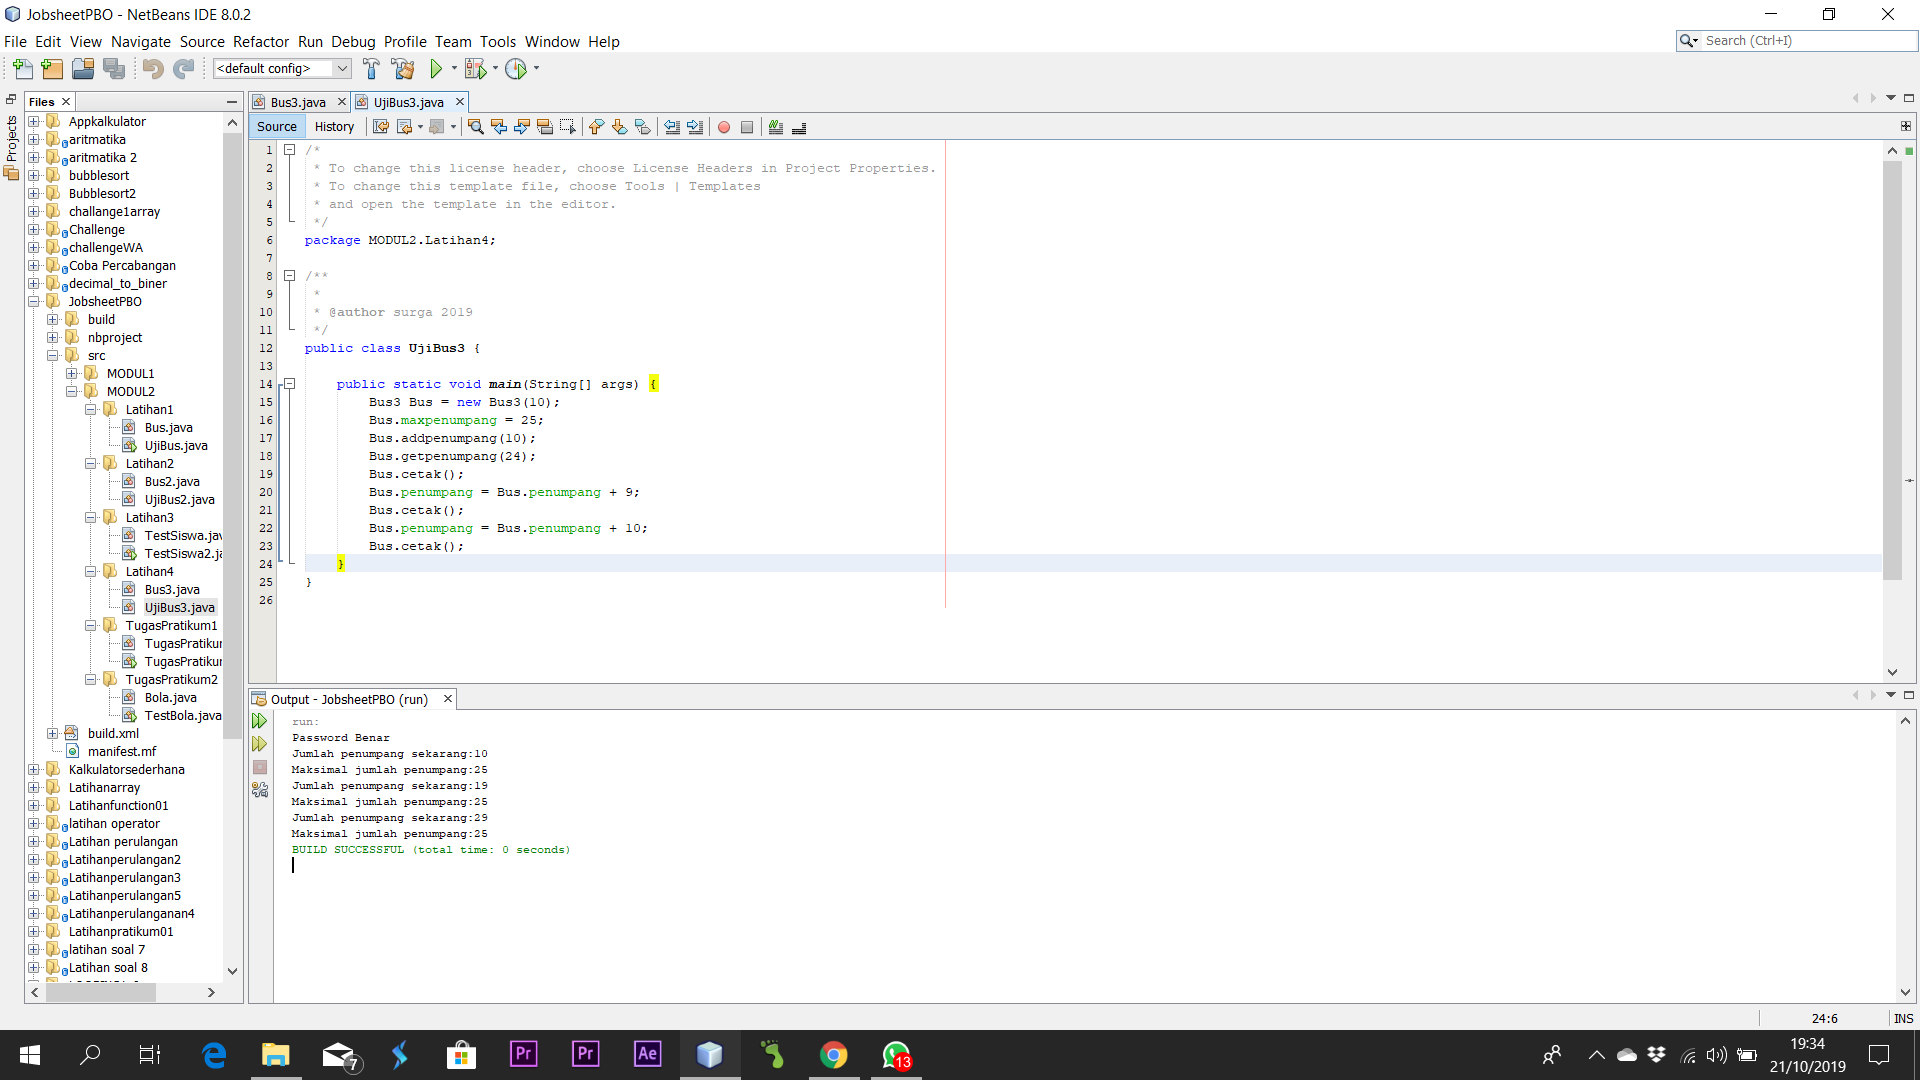 JobsheetPBO - NetBeans IDE 8.0.2
File Edit View Navigate Source Refactor Run Debug Profile Team Tools Window Help
Search (Ctrl+I)
<default config>
Projects
Files
Appkalkulator
aritmatika
aritmatika 2
bubblesort
Bubblesort2
challange1array
Challenge
challengeWA
Coba Percabangan
decimal_to_biner
JobsheetPBO
build
nbproject
src
MODUL1
MODUL2
Latihan1
Bus.java
UjiBus.java
Latihan2
Bus2.java
UjiBus2.java
Latihan3
TestSiswa.jav
TestSiswa2.ja
Latihan4
Bus3.java
UjiBus3.java
TugasPratikum1
TugasPratikum
TugasPratikum
TugasPratikum2
Bola.java
TestBola.java
build.xml
manifest.mf
Kalkulatorsederhana
Latihanarray
Latihanfunction01
latihan operator
Latihan perulangan
Latihanperulangan2
Latihanperulangan3
Latihanperulangan5
Latihanperulanganan4
Latihanpratikum01
latihan soal 7
Latihan soal 8
Bus3.java UjiBus3.java
Source History
1 /*
2 * To change this license header, choose License Headers in Project Properties.
3 * To change this template file, choose Tools | Templates
4 * and open the template in the editor.
5 */
6 package MODUL2.Latihan4;
7
8 /**
9 *
10 * @author surga 2019
11 */
12 public class UjiBus3 {
13
14 public static void main(String[] args) {
15 Bus3 Bus = new Bus3(10);
16 Bus.maxpenumpang = 25;
17 Bus.addpenumpang(10);
18 Bus.getpenumpang(24);
19 Bus.cetak();
20 Bus.penumpang = Bus.penumpang + 9;
21 Bus.cetak();
22 Bus.penumpang = Bus.penumpang + 10;
23 Bus.cetak();
24 }
25 }
26
Output - JobsheetPBO (run)
run:
Password Benar
Jumlah penumpang sekarang:10
Maksimal jumlah penumpang:25
Jumlah penumpang sekarang:19
Maksimal jumlah penumpang:25
Jumlah penumpang sekarang:29
Maksimal jumlah penumpang:25
BUILD SUCCESSFUL (total time: 0 seconds)
24:6 INS
7
Pr
Pr
Ae
13
19:34
21/10/2019